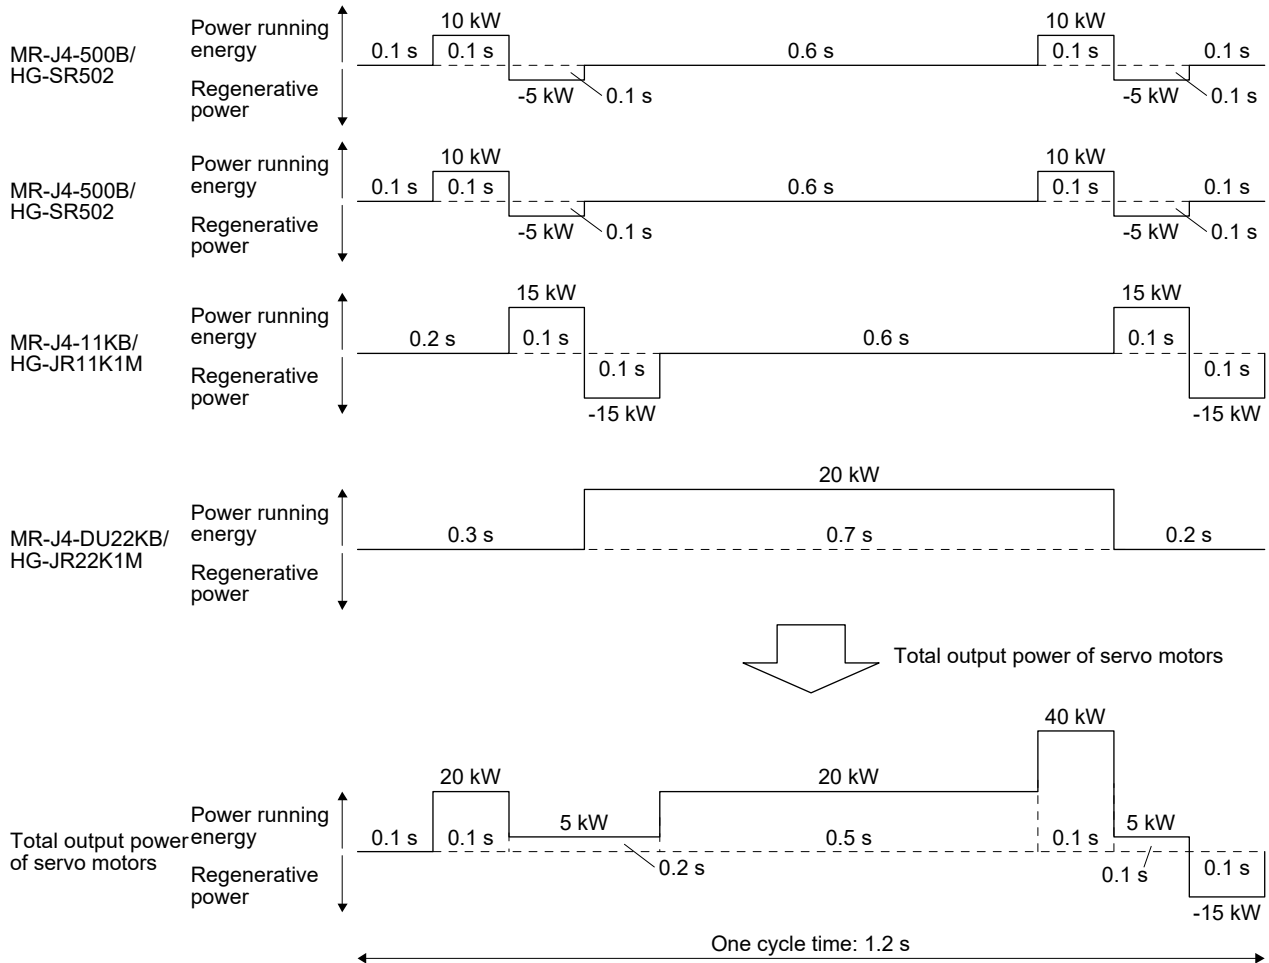 MR-J4-500B/
HG-SR502
Power running
energy
Regenerative
power
0.1 s
10 kW
0.1 s
-5 kW
0.1 s
0.6 s
10 kW
0.1 s
-5 kW
0.1 s
0.1 s
MR-J4-500B/
HG-SR502
Power running
energy
Regenerative
power
0.1 s
10 kW
0.1 s
-5 kW
0.1 s
0.6 s
10 kW
0.1 s
-5 kW
0.1 s
0.1 s
MR-J4-11KB/
HG-JR11K1M
Power running
energy
Regenerative
power
0.2 s
15 kW
0.1 s
0.1 s
-15 kW
0.6 s
15 kW
0.1 s
0.1 s
-15 kW
MR-J4-DU22KB/
HG-JR22K1M
Power running
energy
Regenerative
power
0.3 s
20 kW
0.7 s
0.2 s
Total output power of servo motors
Total output power
of servo motors
Power running
energy
Regenerative
power
0.1 s
20 kW
0.1 s
5 kW
0.2 s
20 kW
0.5 s
40 kW
0.1 s
5 kW
0.1 s
0.1 s
-15 kW
One cycle time: 1.2 s